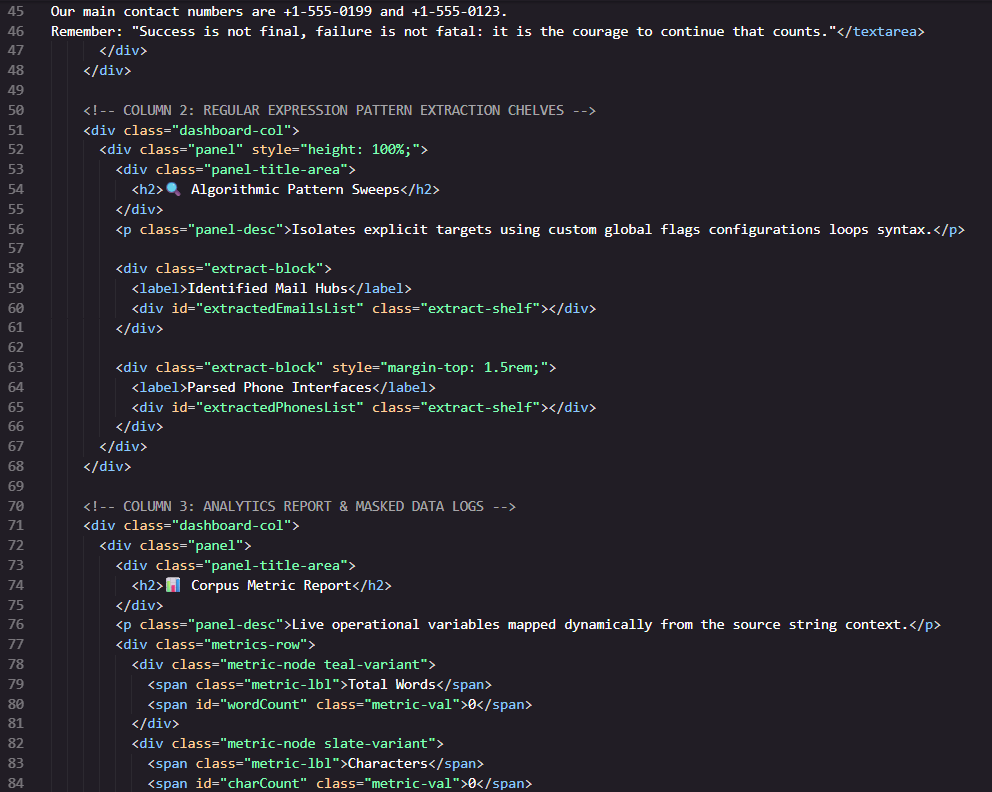 45 Our main contact numbers are +1-555-0199 and +1-555-0123.
46 Remember: "Success is not final, failure is not fatal: it is the courage to continue that counts."</textarea>
47 </div>
48 </div>
49
50 <!-- COLUMN 2: REGULAR EXPRESSION PATTERN EXTRACTION CHELVES -->
51 <div class="dashboard-col">
52 <div class="panel" style="height: 100%;">
53 <div class="panel-title-area">
54 <h2>🔍 Algorithmic Pattern Sweeps</h2>
55 </div>
56 <p class="panel-desc">Isolates explicit targets using custom global flags configurations loops syntax.</p>
57
58 <div class="extract-block">
59 <label>Identified Mail Hubs</label>
60 <div id="extractedEmailsList" class="extract-shelf"></div>
61 </div>
62
63 <div class="extract-block" style="margin-top: 1.5rem;">
64 <label>Parsed Phone Interfaces</label>
65 <div id="extractedPhonesList" class="extract-shelf"></div>
66 </div>
67 </div>
68 </div>
69
70 <!-- COLUMN 3: ANALYTICS REPORT & MASKED DATA LOGS -->
71 <div class="dashboard-col">
72 <div class="panel">
73 <div class="panel-title-area">
74 <h2>📊 Corpus Metric Report</h2>
75 </div>
76 <p class="panel-desc">Live operational variables mapped dynamically from the source string context.</p>
77 <div class="metrics-row">
78 <div class="metric-node teal-variant">
79 <span class="metric-lbl">Total Words</span>
80 <span id="wordCount" class="metric-val">0</span>
81 </div>
82 <div class="metric-node slate-variant">
83 <span class="metric-lbl">Characters</span>
84 <span id="charCount" class="metric-val">0</span>